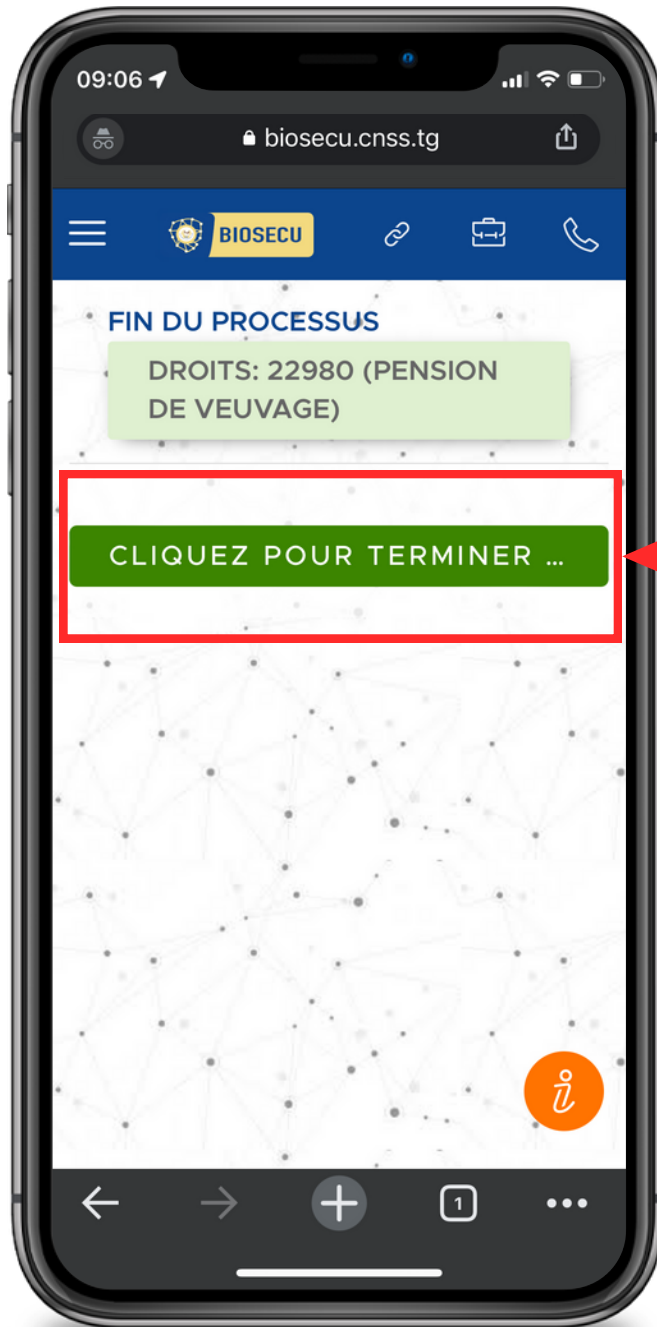 09:06
biosecu.cnss.tg
BIOSECU
FIN DU PROCESSUS
DROITS: 22980 (PENSION
DE VEUVAGE)
CLIQUEZ POUR TERMINER ...
i
1